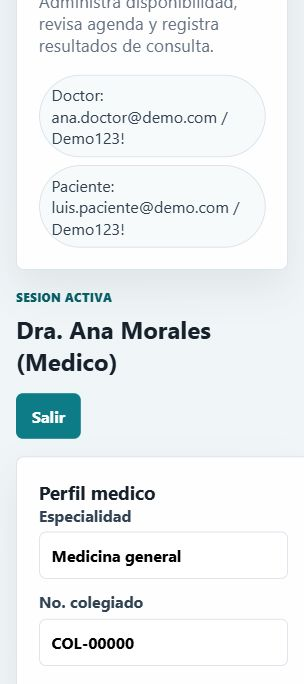 Administra disponibilidad,
revisa agenda y registra
resultados de consulta.
Doctor:
ana.doctor@demo.com /
Demo123!
Paciente:
luis.paciente@demo.com /
Demo123!
SESION ACTIVA
Dra. Ana Morales
(Medico)
Salir
Perfil medico
Especialidad
Medicina general
No. colegiado
COL-00000